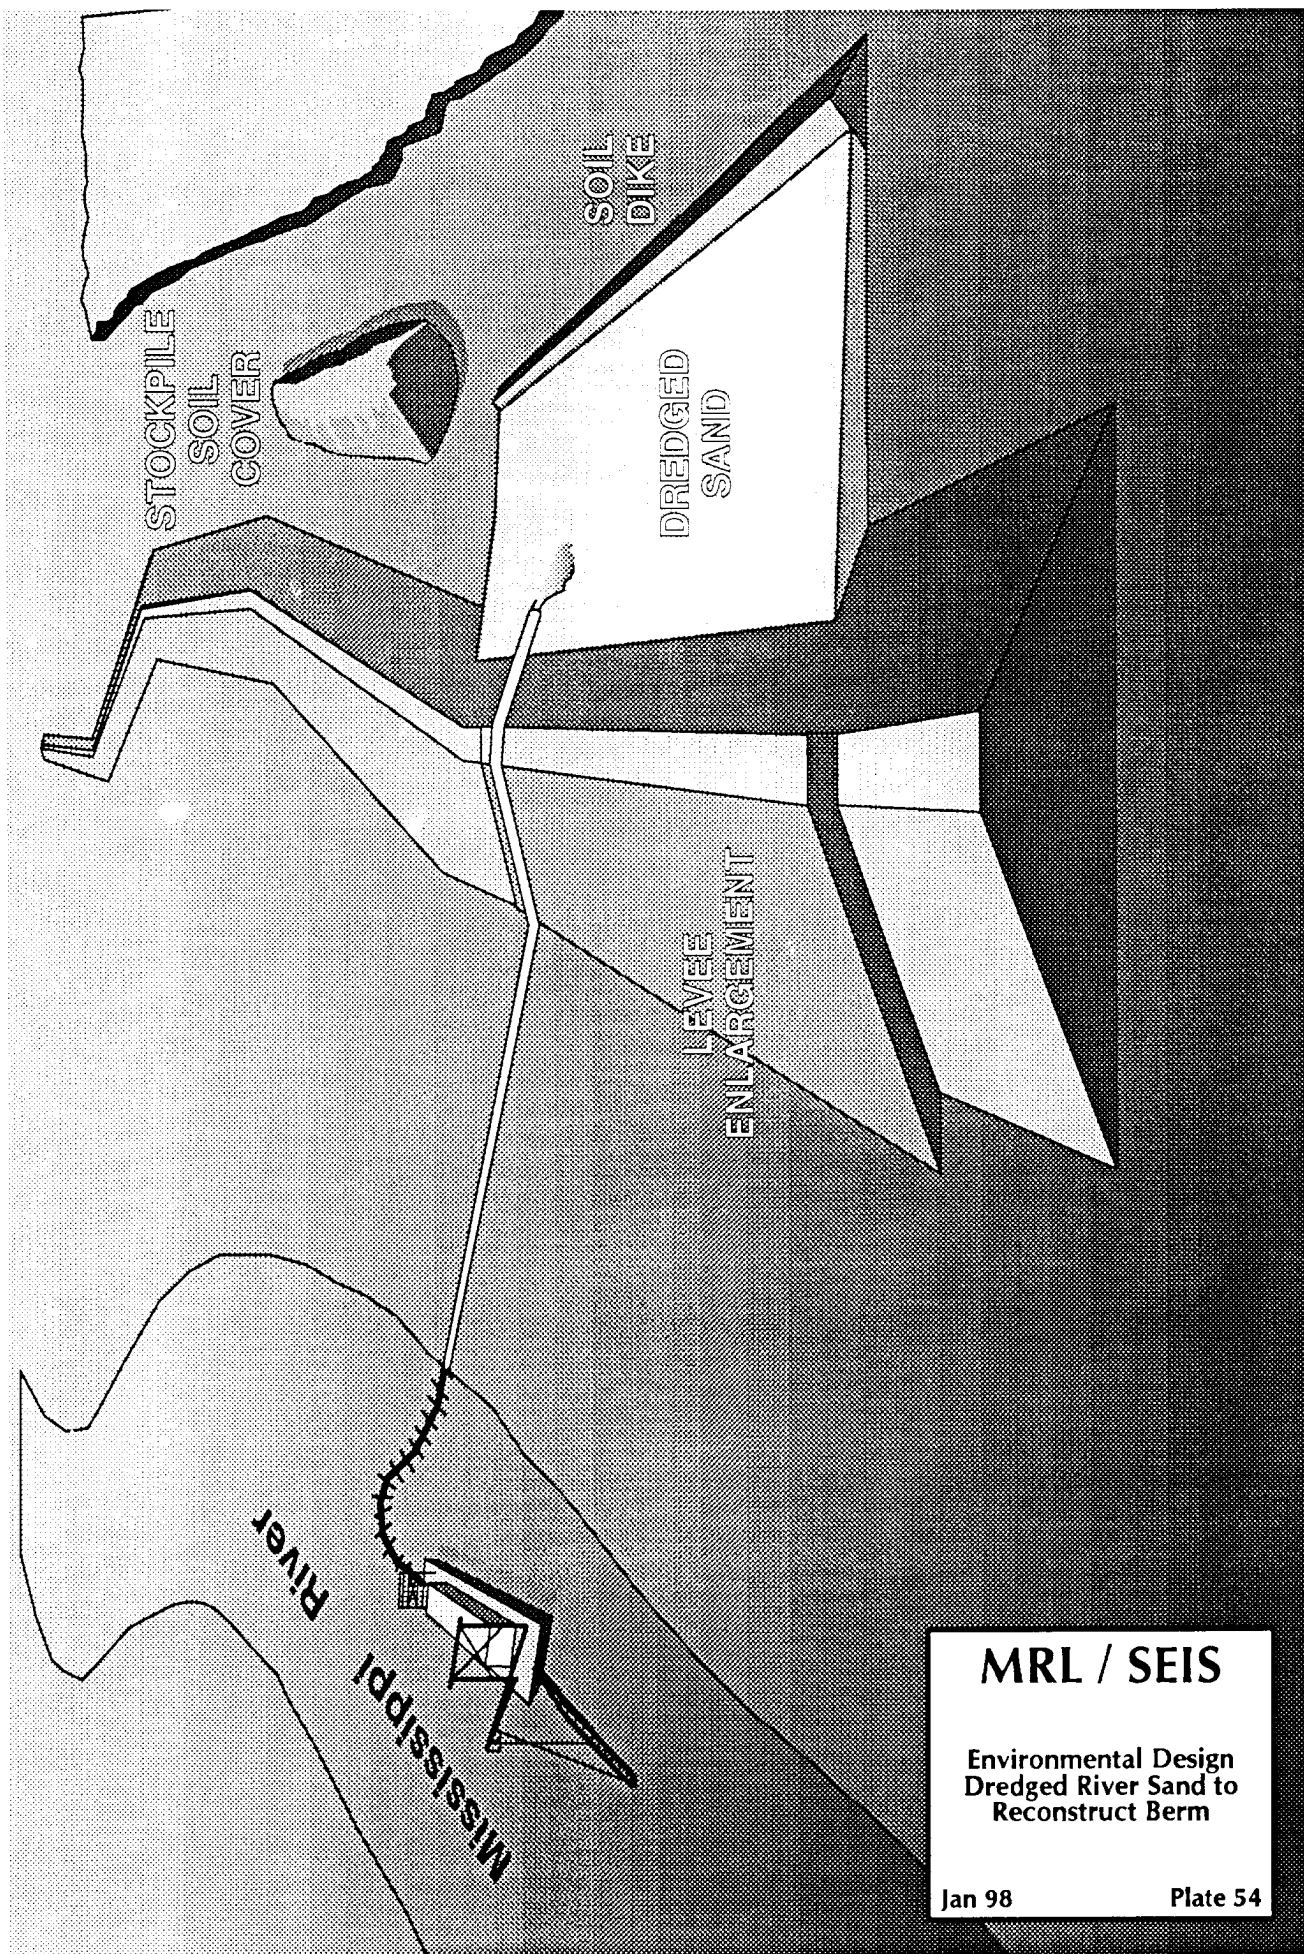 STOCKPILE
SOIL
COVER
SOIL
DIKE
DREDGED
SAND
LEVEE
ENLARGEMENT
Mississippi River
MRL / SEIS
Environmental Design
Dredged River Sand to
Reconstruct Berm
Jan 98 Plate 54